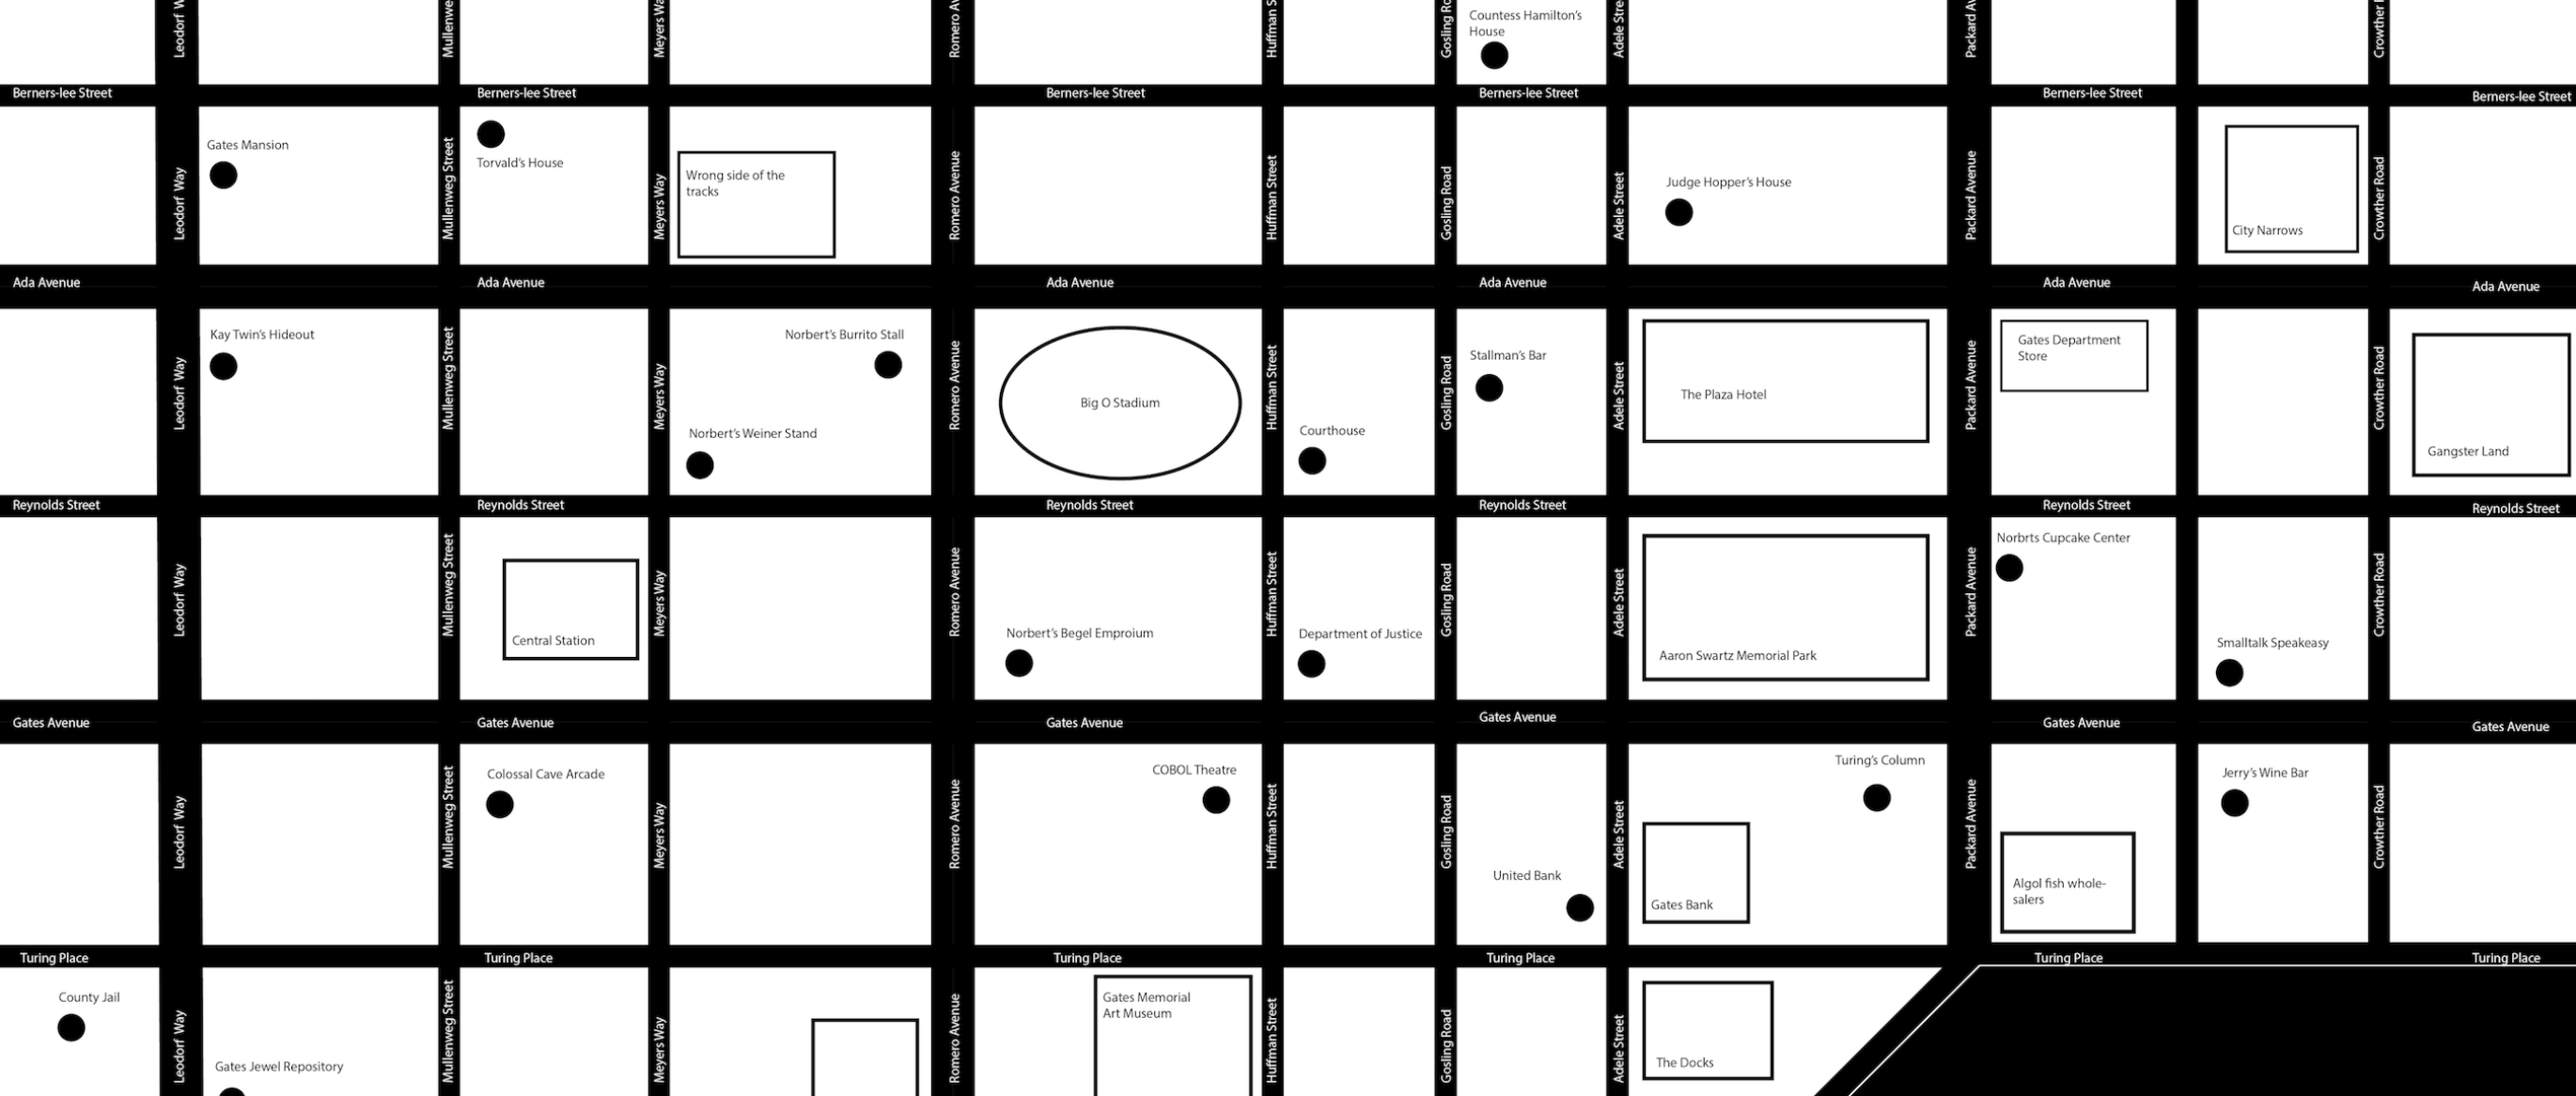 Leodorf W
Mullenwe
Meyers Wa
Romero Av
Huffman S
Gosling Ro
Countess Hamilton's
House
Adele Stre
Packard Av
Crowther R
Berners-lee Street
Berners-lee Street
Berners-lee Street
Berners-lee Street
Berners-lee Street
Berners-lee Street
Leodorf Way
Gates Mansion
Mullenweg Street
Torvald's House
Meyers Way
Wrong side of the
tracks
Romero Avenue
Huffman Street
Gosling Road
Adele Street
Judge Hopper's House
Packard Avenue
City Narrows
Crowther Road
Ada Avenue
Ada Avenue
Ada Avenue
Ada Avenue
Ada Avenue
Ada Avenue
Leodorf Way
Kay Twin's Hideout
Mullenweg Street
Meyers Way
Norbert's Burrito Stall
Norbert's Weiner Stand
Romero Avenue
Big O Stadium
Huffman Street
Courthouse
Gosling Road
Stallman's Bar
Adele Street
The Plaza Hotel
Packard Avenue
Gates Department
Store
Crowther Road
Gangster Land
Reynolds Street
Reynolds Street
Reynolds Street
Reynolds Street
Reynolds Street
Reynolds Street
Leodorf Way
Mullenweg Street
Central Station
Meyers Way
Romero Avenue
Norbert's Begel Emproium
Huffman Street
Department of Justice
Gosling Road
Adele Street
Aaron Swartz Memorial Park
Packard Avenue
Norbrts Cupcake Center
Smalltalk Speakeasy
Crowther Road
Gates Avenue
Gates Avenue
Gates Avenue
Gates Avenue
Gates Avenue
Gates Avenue
Leodorf Way
Mullenweg Street
Colossal Cave Arcade
Meyers Way
Romero Avenue
COBOL Theatre
Huffman Street
Gosling Road
United Bank
Adele Street
Turing's Column
Gates Bank
Packard Avenue
Algol fish whole-
salers
Jerry's Wine Bar
Crowther Road
Turing Place
Turing Place
Turing Place
Turing Place
Turing Place
Turing Place
County Jail
Leodorf Way
Gates Jewel Repository
Mullenweg Street
Meyers Way
Romero Avenue
Gates Memorial
Art Museum
Huffman Street
Gosling Road
Adele Street
The Docks